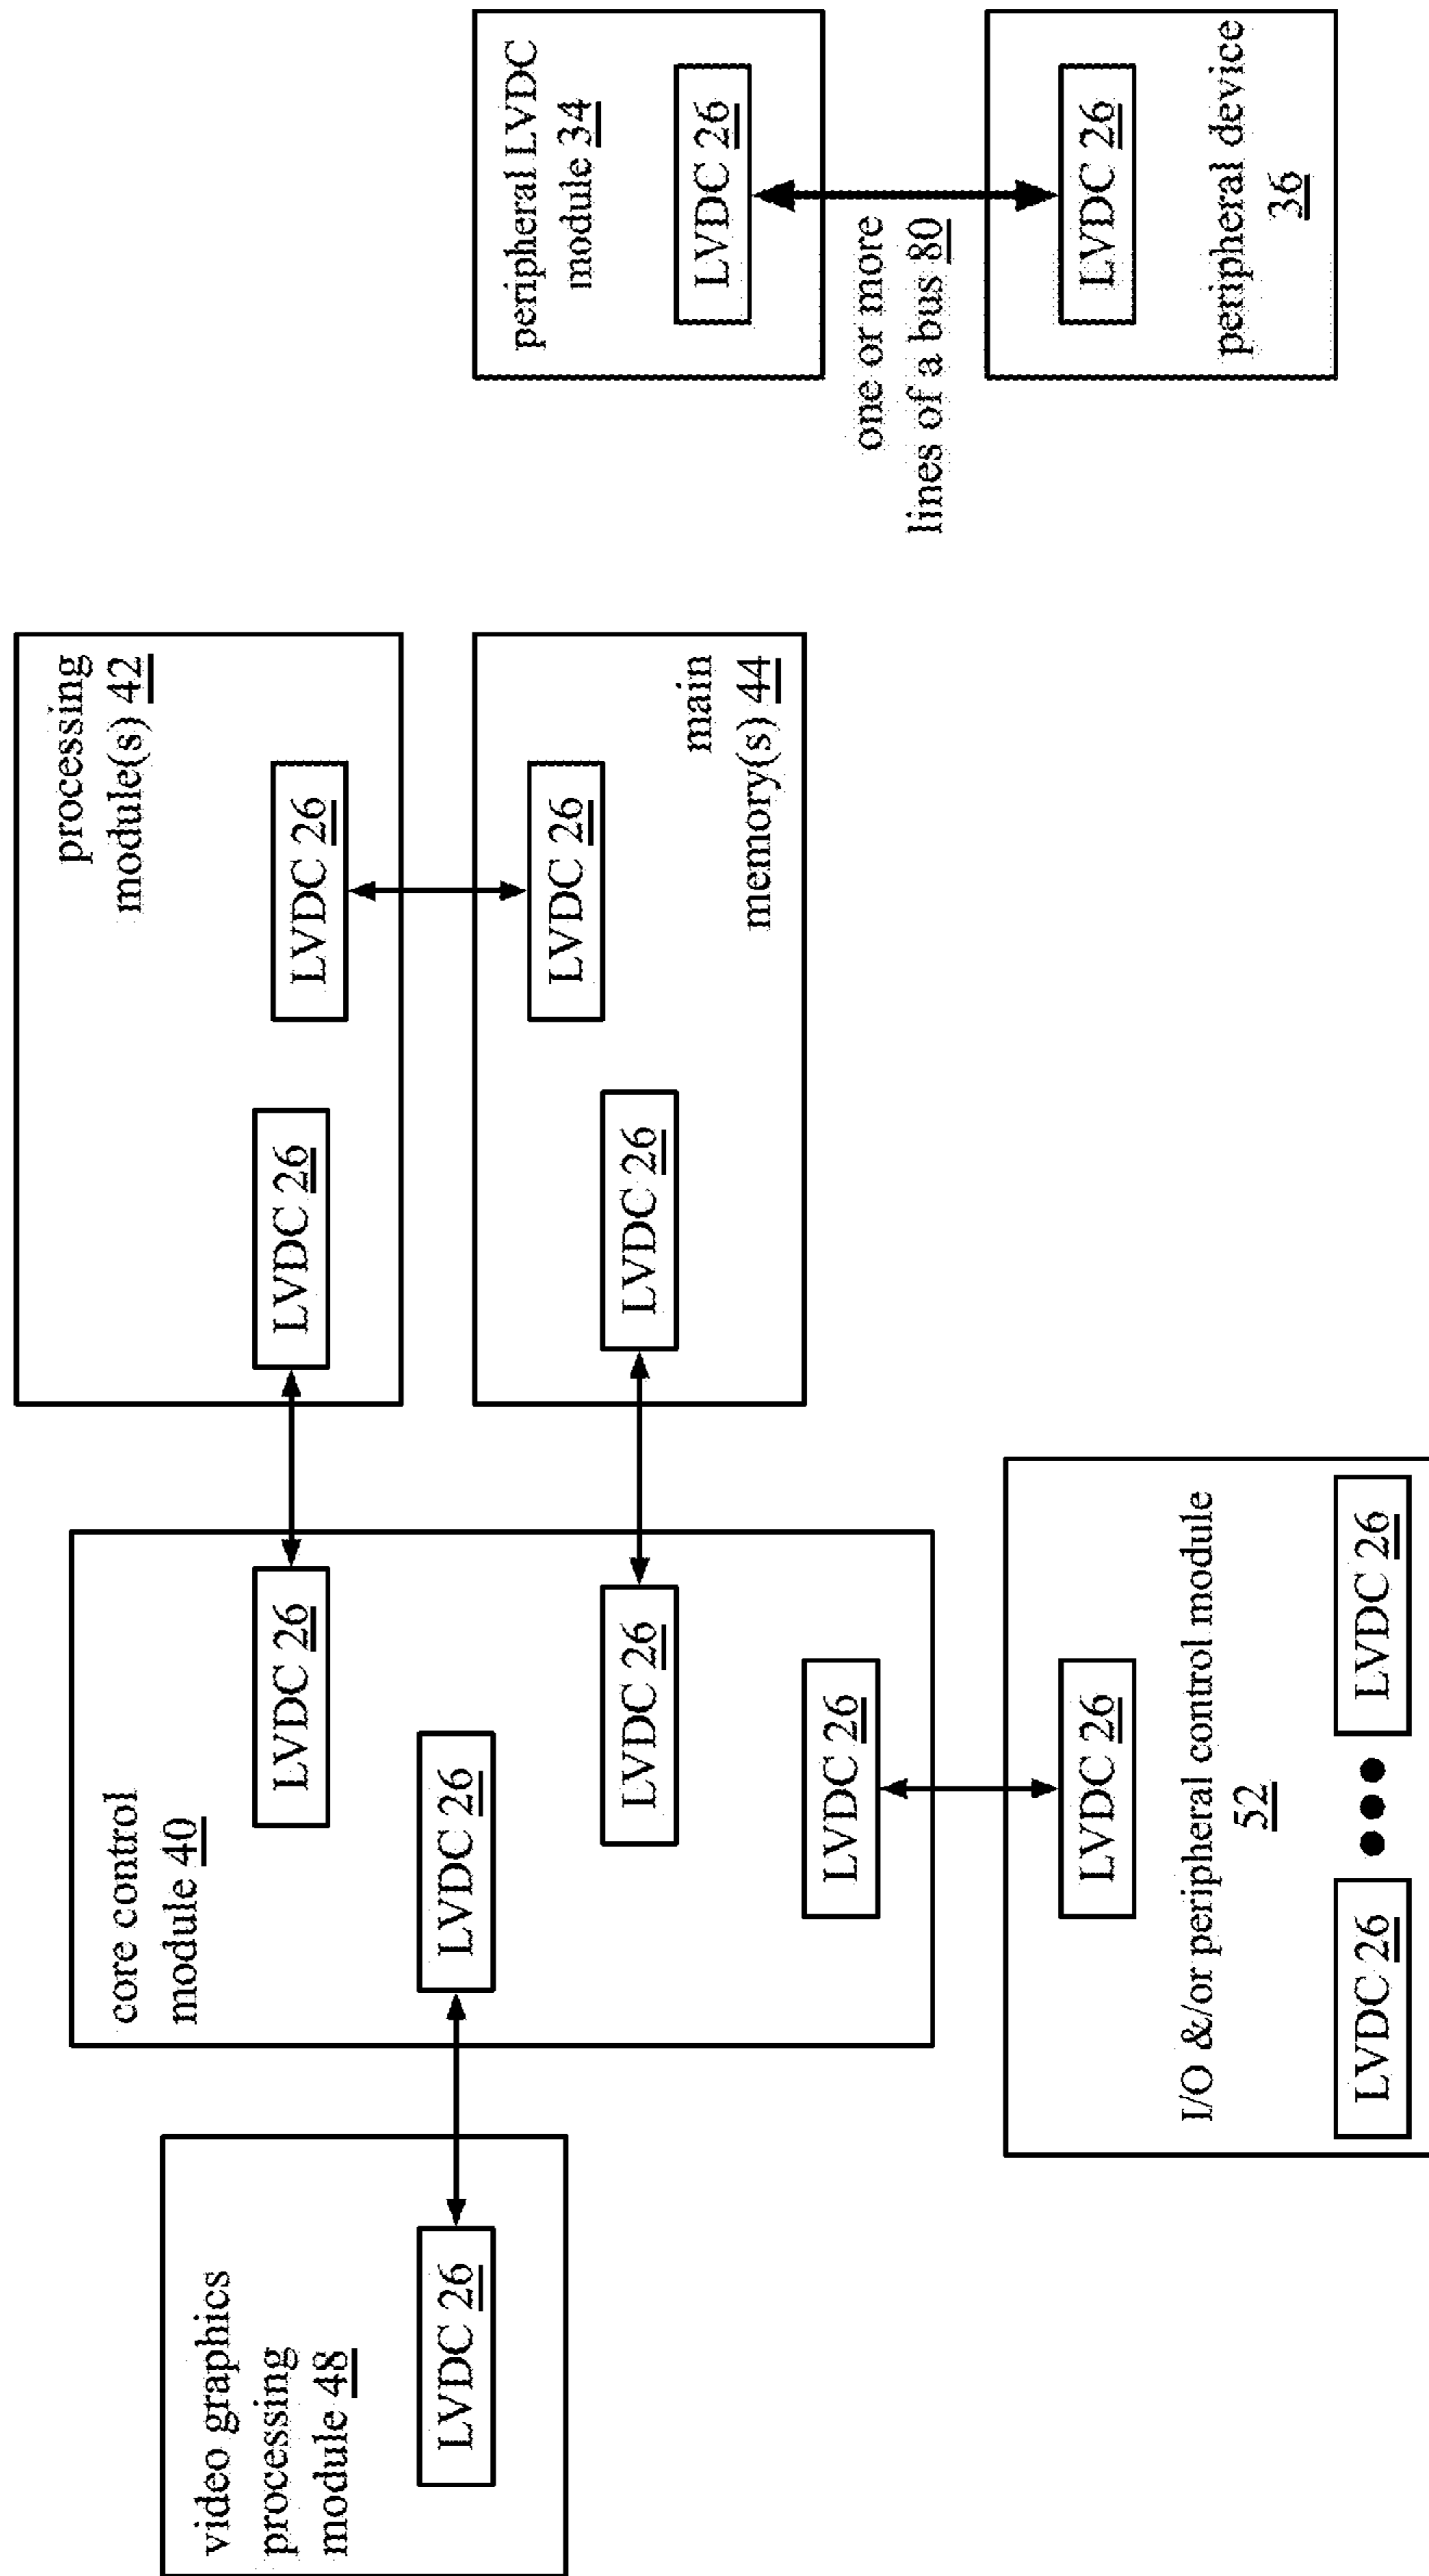 video graphics
processing
module 48
LVDC 26
core control
module 40
LVDC 26
LVDC 26
LVDC 26
LVDC 26
processing
module(s) 42
LVDC 26
LVDC 26
main
memory(s) 44
LVDC 26
LVDC 26
I/O &/or peripheral control module
52
LVDC 26
LVDC 26
LVDC 26
peripheral LVDC
module 34
LVDC 26
one or more
lines of a bus 80
LVDC 26
peripheral device
36